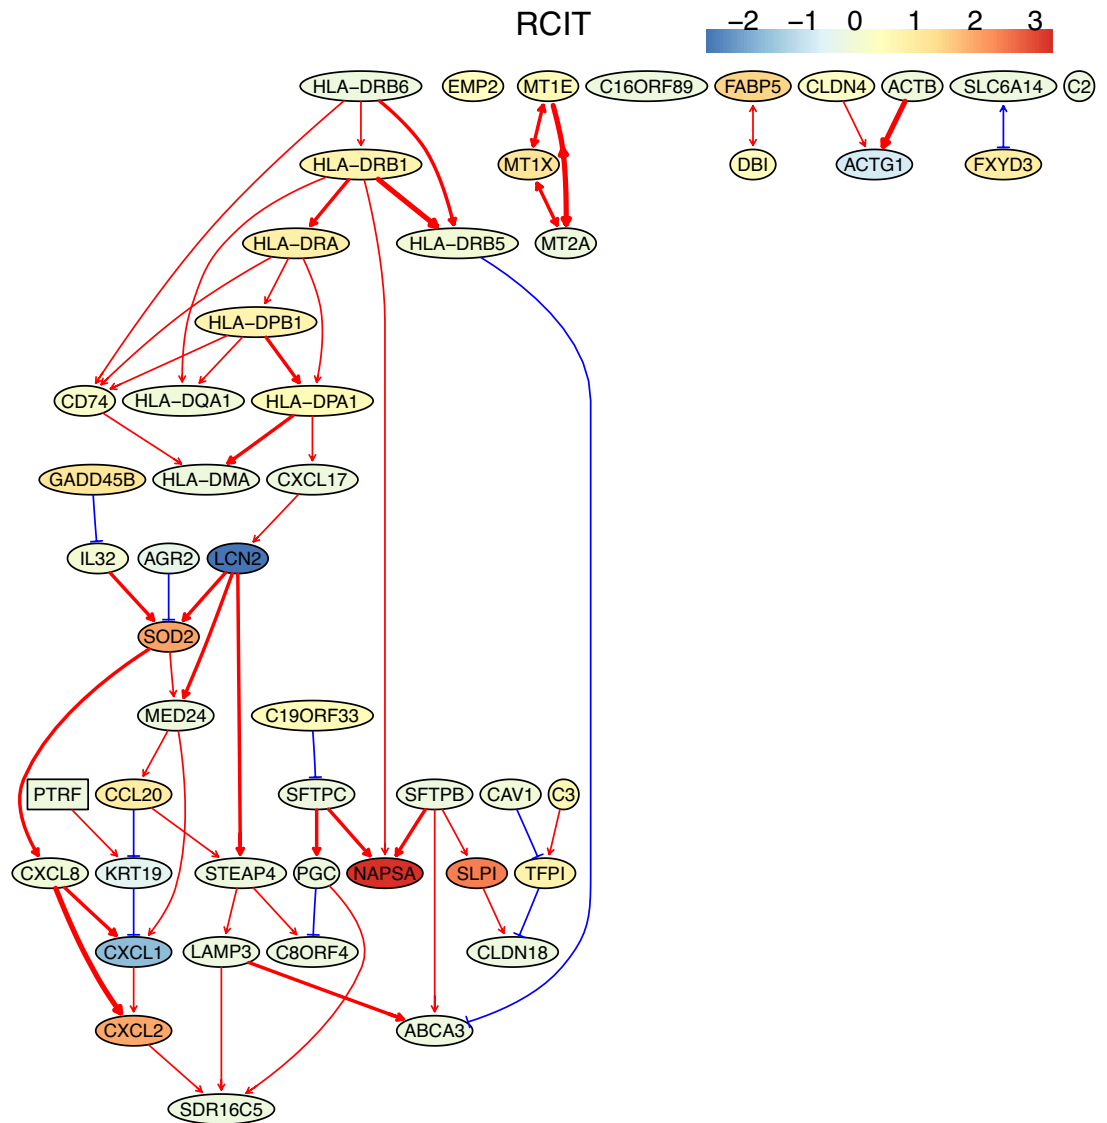 RCIT
−2 −1 0 1 2 3
HLA−DRB6 EMP2 MT1E C16ORF89 FABP5 CLDN4 ACTB SLC6A14 C2
HLA−DRB1 MT1X DBI ACTG1 FXYD3
HLA−DRA HLA−DRB5 MT2A
HLA−DPB1
CD74 HLA−DQA1 HLA−DPA1
GADD45B HLA−DMA CXCL17
IL32 AGR2 LCN2
SOD2
MED24 C19ORF33
PTRF CCL20 SFTPC SFTPB CAV1 C3
CXCL8 KRT19 STEAP4 PGC NAPSA SLPI TFPI
CXCL1 LAMP3 C8ORF4 CLDN18
CXCL2 ABCA3
SDR16C5